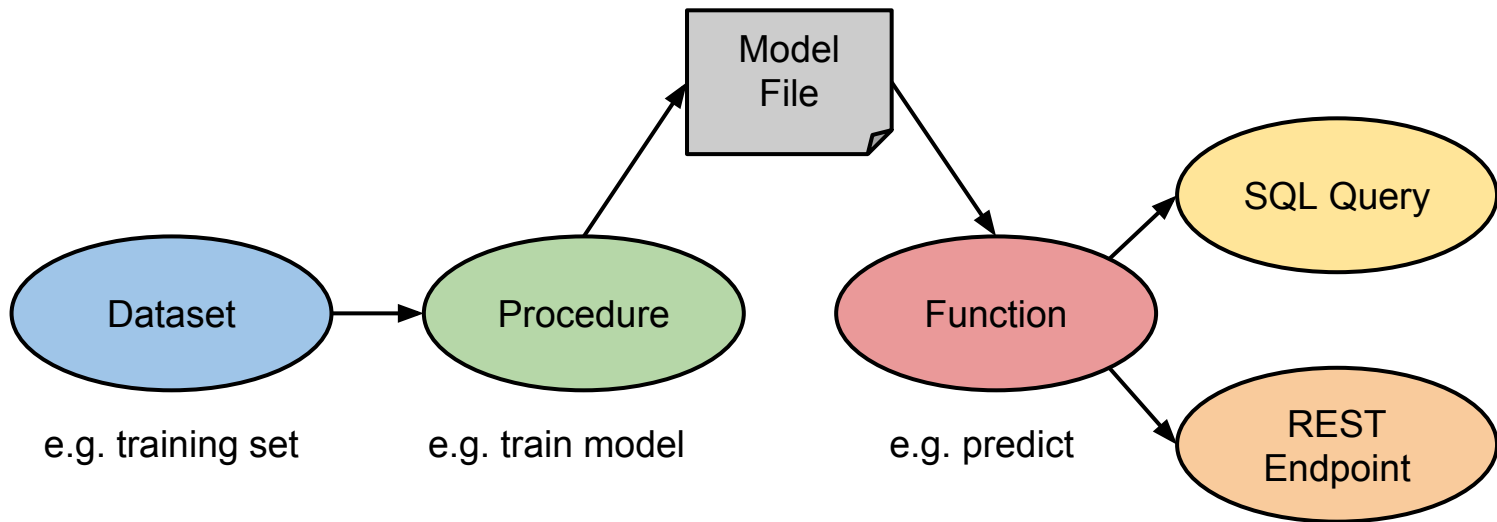 Model
File
SQL Query
Dataset
Procedure
Function
e.g. training set
e.g. train model
e.g. predict
REST
Endpoint